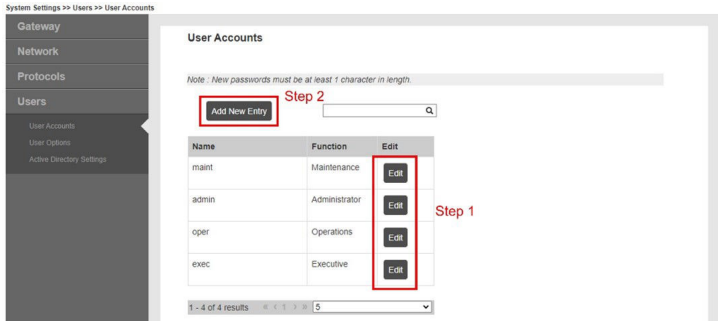 System Settings >> Users >> User Accounts
Gateway
Network
Protocols
Users
User Accounts
User Options
Active Directory Settings
User Accounts
Note : New passwords must be at least 1 character in length.
Step 2
Add New Entry
Name Function Edit
maint Maintenance Edit
admin Administrator Edit
Step 1
oper Operations Edit
exec Executive Edit
1 - 4 of 4 results « ‹ 1 › » 5